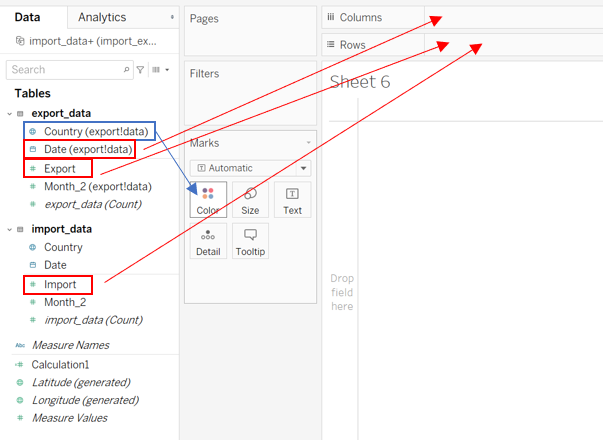 Data
Analytics
import_data+ (import_ex...
Search
Tables
export_data
Country (export!data)
Date (export!data)
Export
Month_2 (export!data)
export_data (Count)
import_data
Country
Date
Import
Month_2
import_data (Count)
Abc Measure Names
Calculation1
Latitude (generated)
Longitude (generated)
Measure Values
Pages
Filters
Marks
T Automatic
Color
Size
Text
Detail
Tooltip
Columns
Rows
Sheet 6
Drop
field
here